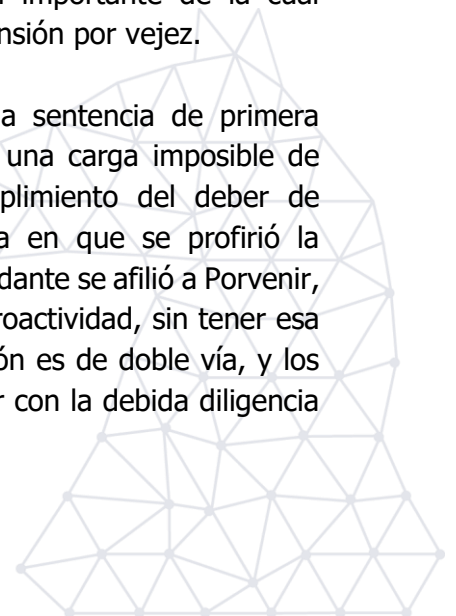 importante de la cual
nsión por vejez.
a sentencia de primera
una carga imposible de
plimiento del deber de
a en que se profirió la
dante se afilió a Porvenir,
roactividad, sin tener esa
ón es de doble vía, y los
r con la debida diligencia